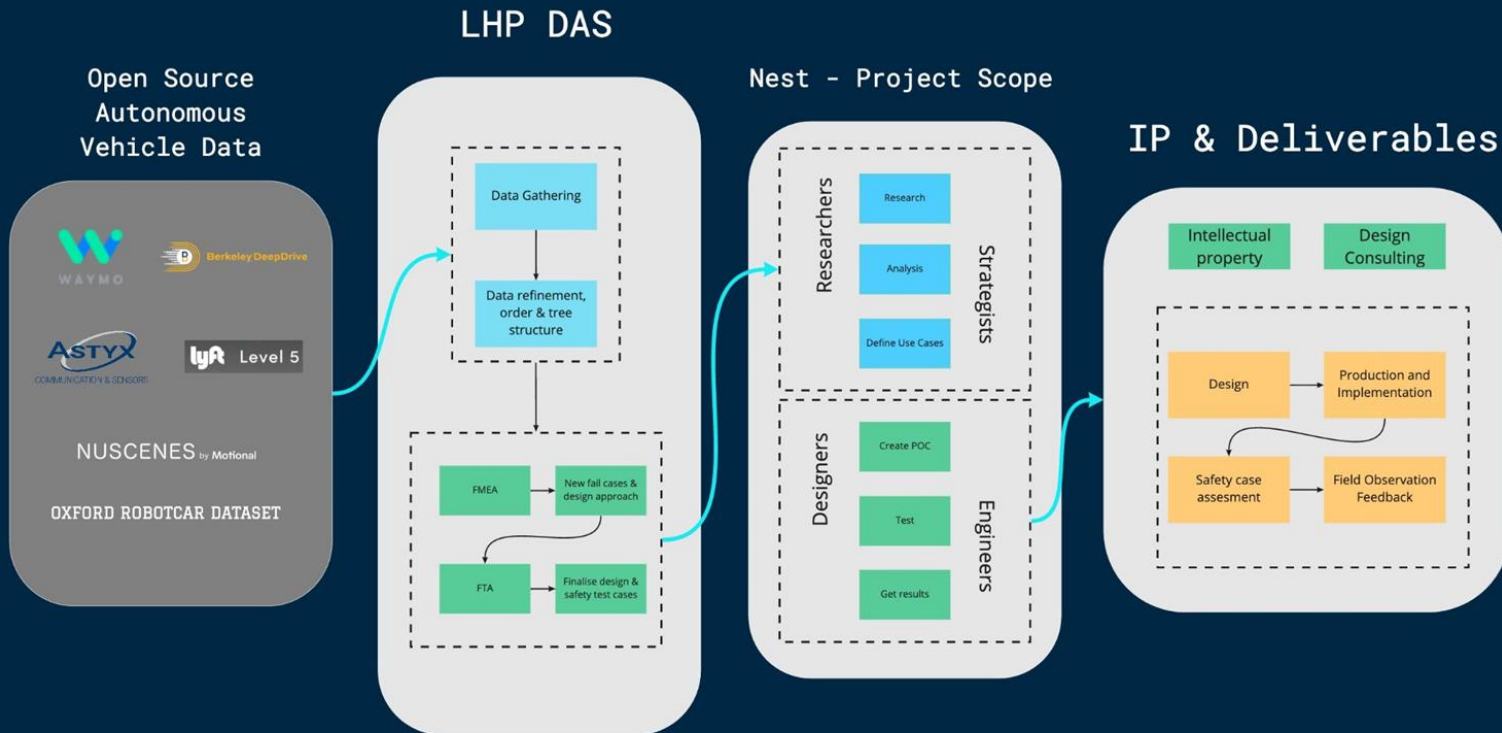 LHP DAS
Open Source
Autonomous
Vehicle Data
WAYMO
B
D
Berkeley DeepDrive
ASTYX
COMMUNICATION & SENSORS
lyft Level 5
NUSCENES by Motional
OXFORD ROBOTCAR DATASET
Data Gathering
Data refinement,
order & tree
structure
FMEA
New fail cases &
design approach
FTA
Finalise design &
safety test cases
Nest - Project Scope
Researchers
Research
Analysis
Define Use Cases
Strategists
Designers
Create POC
Test
Get results
Engineers
IP & Deliverables
Intellectual
property
Design
Consulting
Design
Production and
Implementation
Safety case
assesment
Field Observation
Feedback